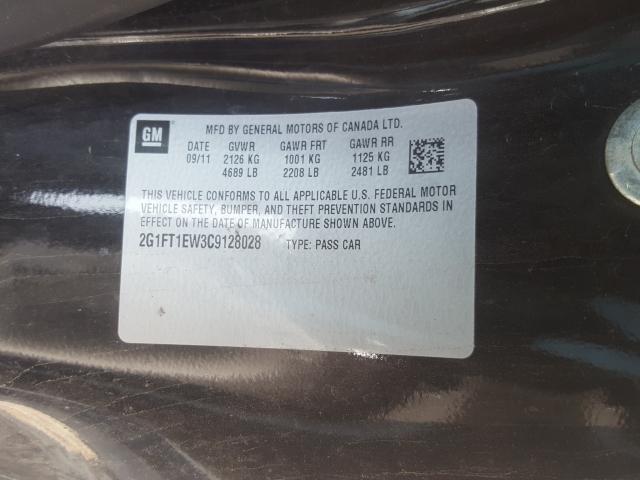 GM
MFD BY GENERAL MOTORS OF CANADA LTD.
DATE GVWR GAWR FRT GAWR RR
09/11 2126 KG 1001 KG 1125 KG
4689 LB 2208 LB 2481 LB
THIS VEHICLE CONFORMS TO ALL APPLICABLE U.S. FEDERAL MOTOR
VEHICLE SAFETY, BUMPER, AND THEFT PREVENTION STANDARDS IN
EFFECT ON THE DATE OF MANUFACTURE SHOWN ABOVE.
2G1FT1EW3C9128028 TYPE: PASS CAR